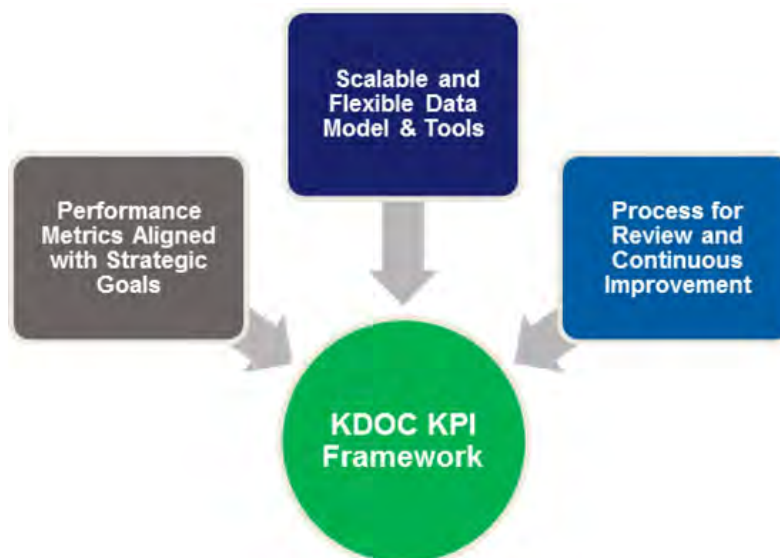 Scalable and
Flexible Data
Model & Tools
Performance
Metrics Aligned
with Strategic
Goals
Process for
Review and
Continuous
Improvement
KDOC KPI
Framework